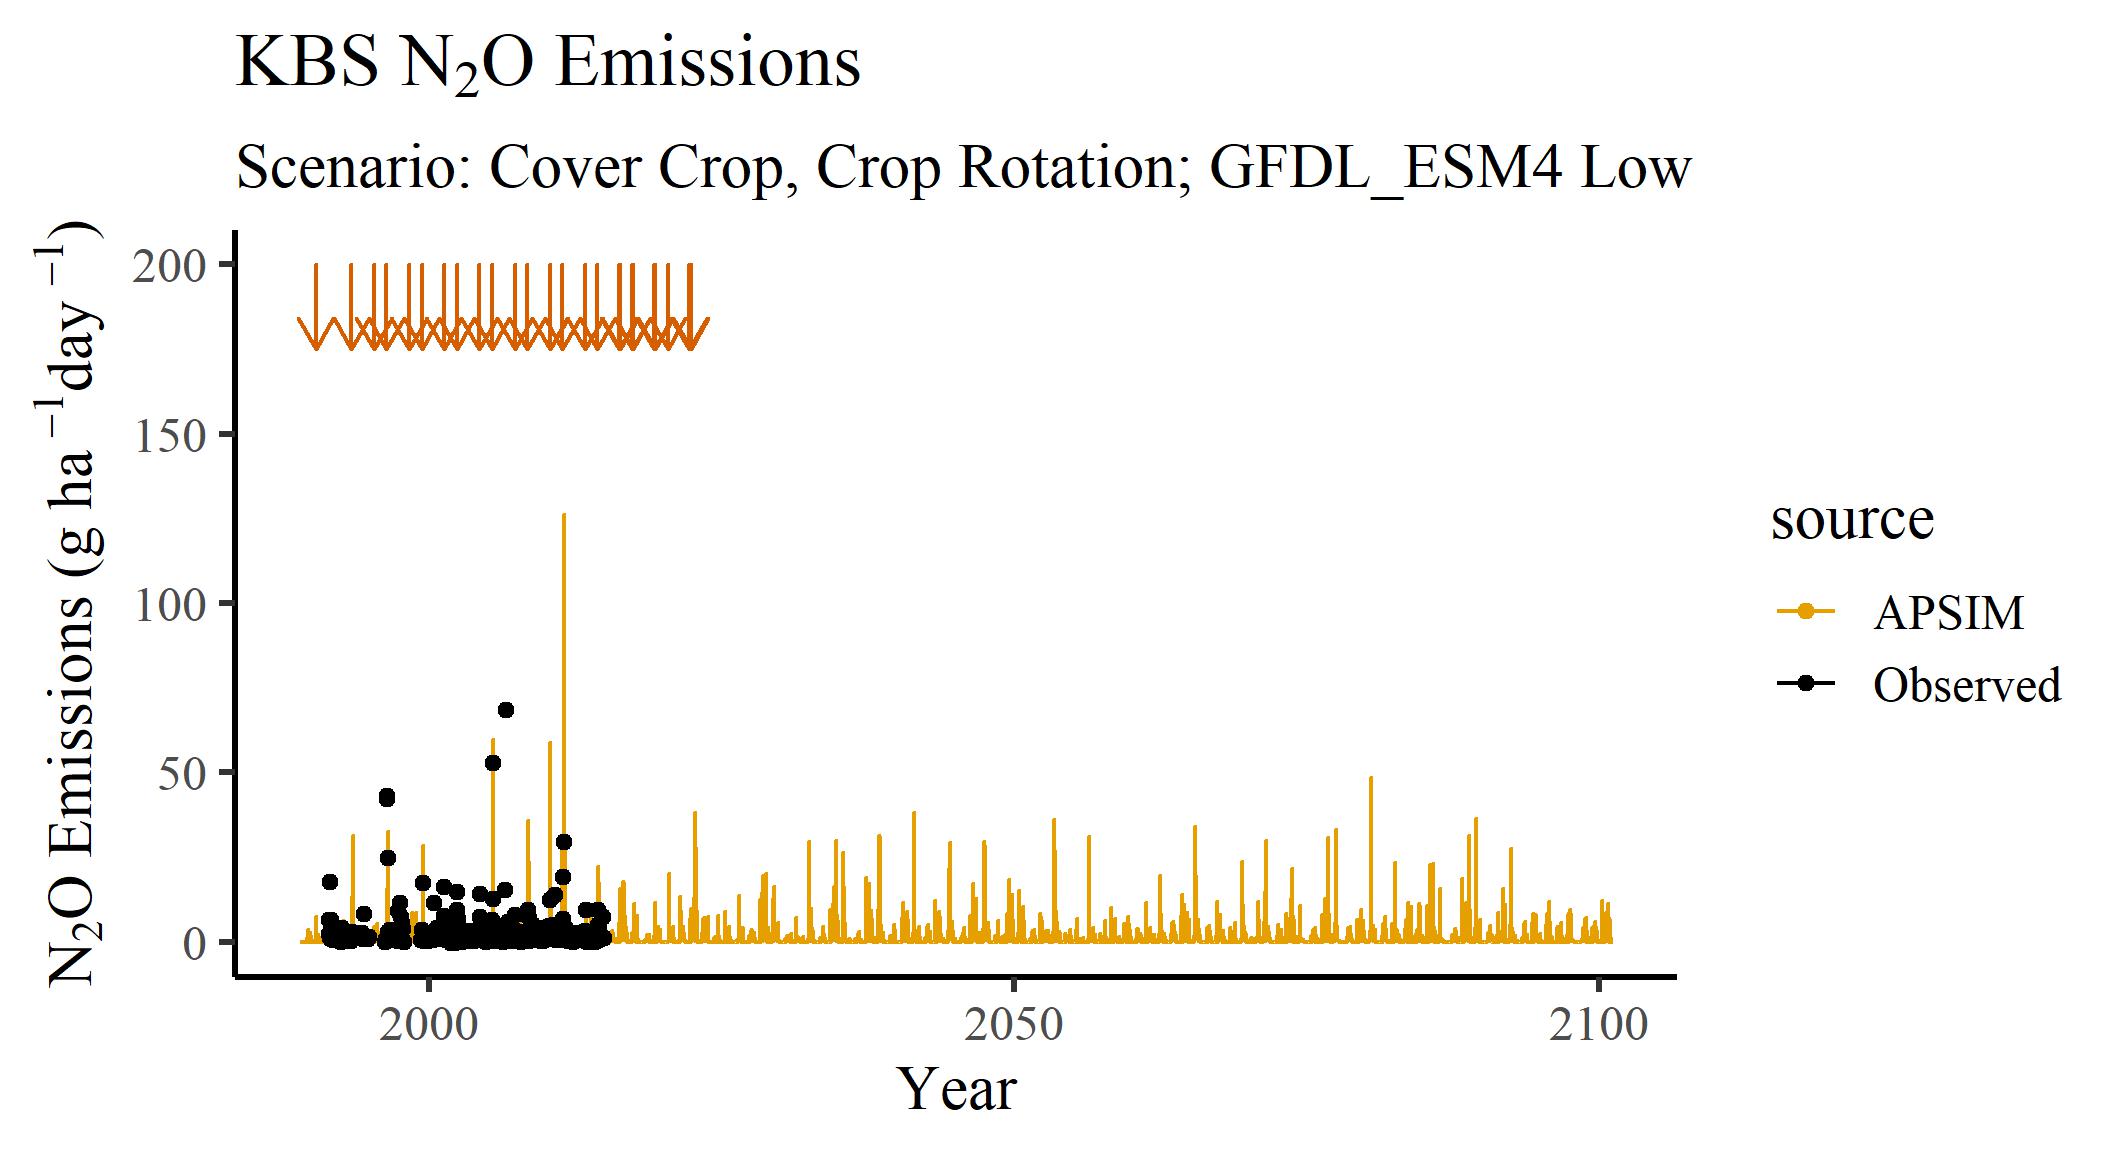 KBS N₂O Emissions
Scenario: Cover Crop, Crop Rotation; GFDL_ESM4 Low
N₂O Emissions (g ha ⁻¹day ⁻¹)
200
150
100
50
0
2000 2050 2100
Year
source
APSIM
Observed